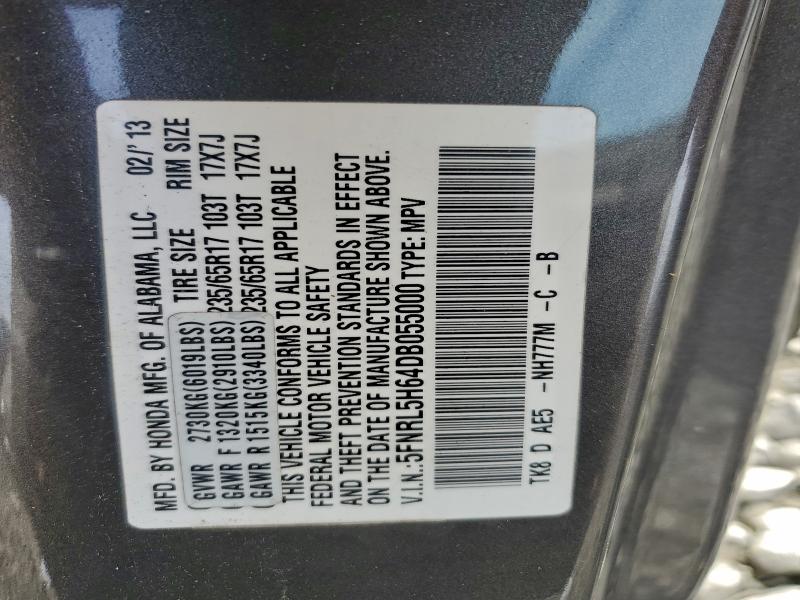 MFD. BY HONDA MFG. OF ALABAMA, LLC 02/'13
TIRE SIZE RIM SIZE
GVWR 2730KG(6019LBS)
GAWR F 1320KG(2910LBS) 235/65R17 103T 17X7J
GAWR R 1515KG(3340LBS) 235/65R17 103T 17X7J
THIS VEHICLE CONFORMS TO ALL APPLICABLE
FEDERAL MOTOR VEHICLE SAFETY
AND THEFT PREVENTION STANDARDS IN EFFECT
ON THE DATE OF MANUFACTURE SHOWN ABOVE.
V.I.N.:5FNRL5H64DB055000 TYPE: MPV
TK8 D AE5 -NH777M -C -B